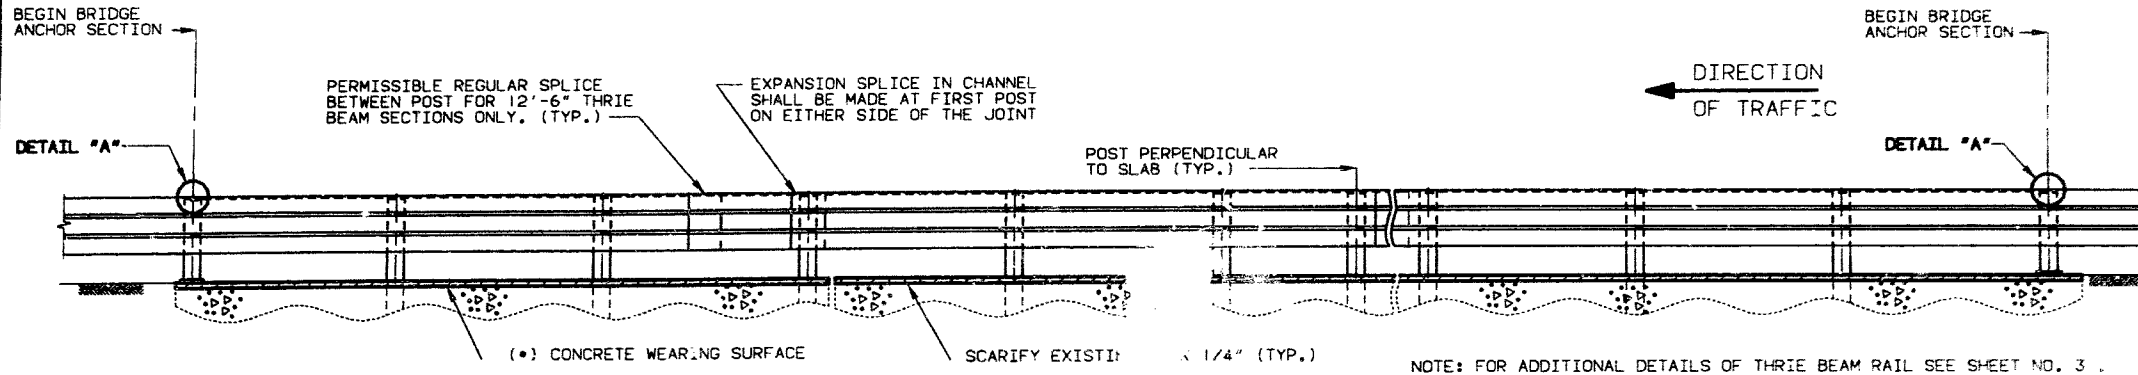 BEGIN BRIDGE
ANCHOR SECTION
BEGIN BRIDGE
ANCHOR SECTION
PERMISSIBLE REGULAR SPLICE
BETWEEN POST FOR 12'-6" THRIE
BEAM SECTIONS ONLY. (TYP.)
EXPANSION SPLICE IN CHANNEL
SHALL BE MADE AT FIRST POST
ON EITHER SIDE OF THE JOINT
DIRECTION
OF TRAFFIC
DETAIL "A"
DETAIL "A"
POST PERPENDICULAR
TO SLAB (TYP.)
(•) CONCRETE WEARING SURFACE
SCARIFY 1/4" (TYP.)
NOTE: FOR ADDITIONAL DETAILS OF THRIE BEAM RAIL SEE SHEET NO. 3 .